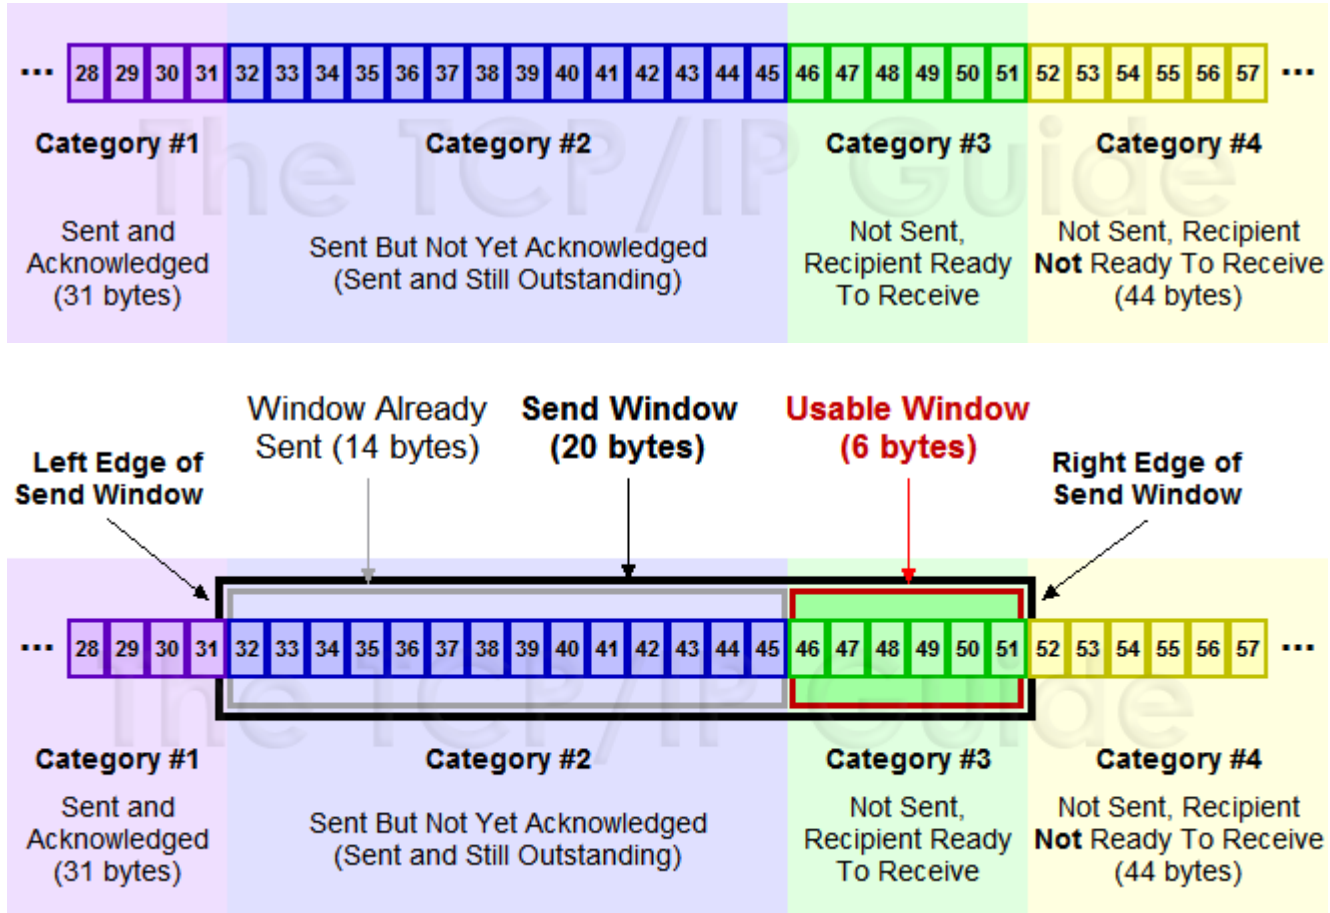 ... 28 29 30 31 32 33 34 35 36 37 38 39 40 41 42 43 44 45 46 47 48 49 50 51 52 53 54 55 56 57 ...
Category #1 Category #2 Category #3 Category #4
The TCP/IP Guide
Sent and
Acknowledged
(31 bytes)
Sent But Not Yet Acknowledged
(Sent and Still Outstanding)
Not Sent,
Recipient Ready
To Receive
Not Sent, Recipient
Not Ready To Receive
(44 bytes)
Left Edge of
Send Window
Window Already
Sent (14 bytes)
Send Window
(20 bytes)
Usable Window
(6 bytes)
Right Edge of
Send Window
... 28 29 30 31 32 33 34 35 36 37 38 39 40 41 42 43 44 45 46 47 48 49 50 51 52 53 54 55 56 57 ...
The TCP/IP Guide
Category #1 Category #2 Category #3 Category #4
Sent and
Acknowledged
(31 bytes)
Sent But Not Yet Acknowledged
(Sent and Still Outstanding)
Not Sent,
Recipient Ready
To Receive
Not Sent, Recipient
Not Ready To Receive
(44 bytes)